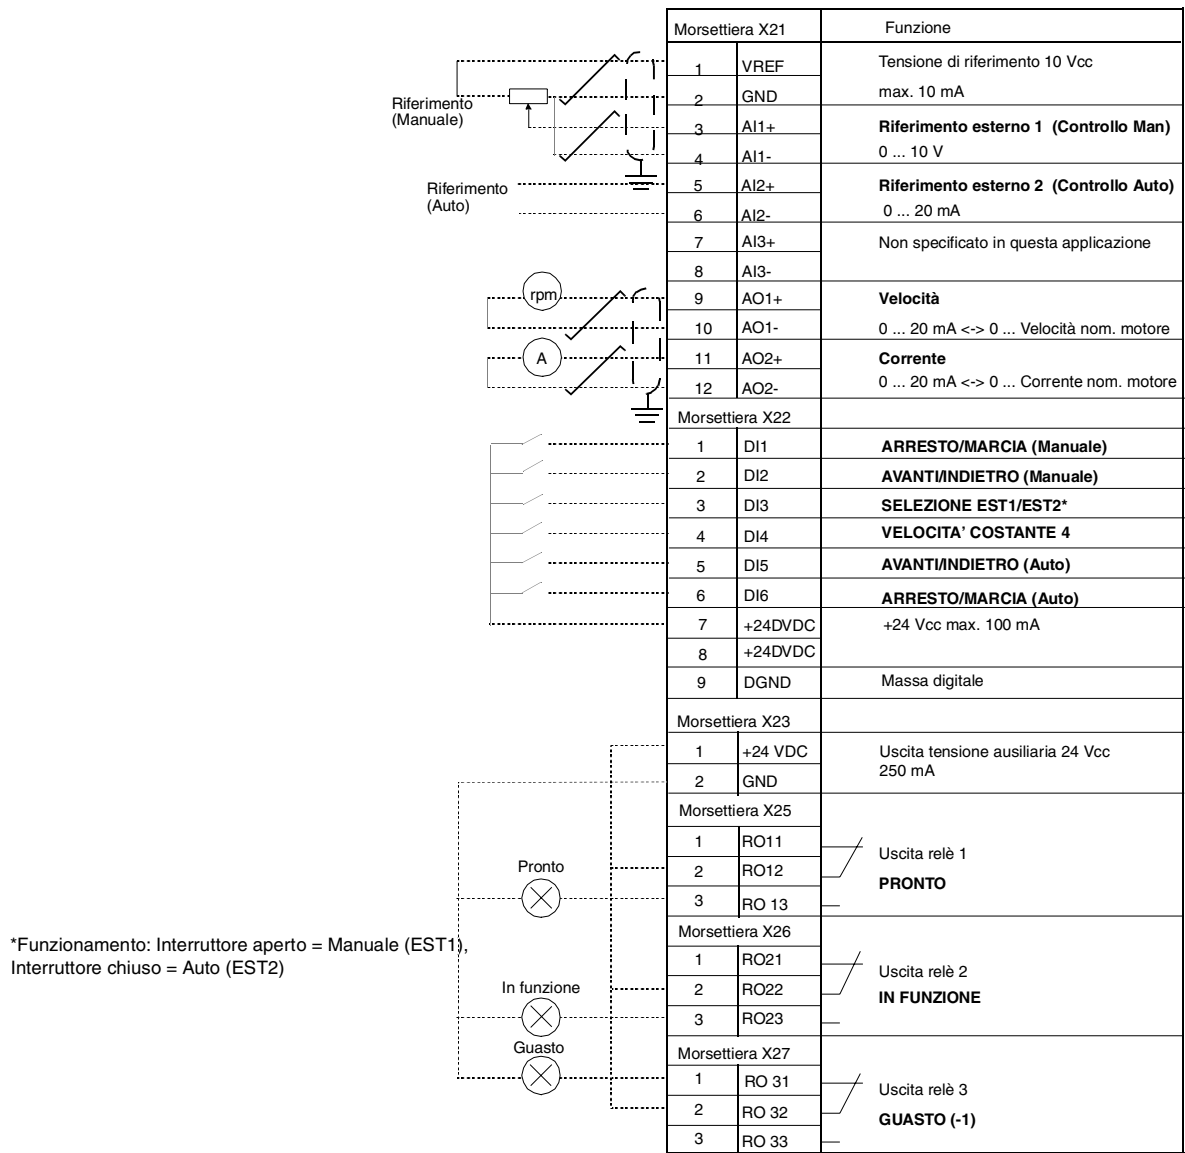 Morsettiera X21 Funzione
1 VREF Tensione di riferimento 10 Vcc
2 GND max. 10 mA
Riferimento
(Manuale)
3 AI1+ Riferimento esterno 1 (Controllo Man)
4 AI1- 0 ... 10 V
Riferimento
(Auto)
5 AI2+ Riferimento esterno 2 (Controllo Auto)
6 AI2- 0 ... 20 mA
7 AI3+ Non specificato in questa applicazione
8 AI3-
rpm
9 AO1+ Velocità
10 AO1- 0 ... 20 mA <-> 0 ... Velocità nom. motore
A
11 AO2+ Corrente
12 AO2- 0 ... 20 mA <-> 0 ... Corrente nom. motore
Morsettiera X22
1 DI1 ARRESTO/MARCIA (Manuale)
2 DI2 AVANTI/INDIETRO (Manuale)
3 DI3 SELEZIONE EST1/EST2*
4 DI4 VELOCITA' COSTANTE 4
5 DI5 AVANTI/INDIETRO (Auto)
6 DI6 ARRESTO/MARCIA (Auto)
7 +24DVDC +24 Vcc max. 100 mA
8 +24DVDC
9 DGND Massa digitale
Morsettiera X23
1 +24 VDC Uscita tensione ausiliaria 24 Vcc
250 mA
2 GND
Morsettiera X25
1 RO11 Uscita relè 1
2 RO12 PRONTO
3 RO 13
Pronto
*Funzionamento: Interruttore aperto = Manuale (EST1),
Interruttore chiuso = Auto (EST2)
Morsettiera X26
1 RO21 Uscita relè 2
2 RO22 IN FUNZIONE
3 RO23
In funzione
Guasto
Morsettiera X27
1 RO 31 Uscita relè 3
2 RO 32 GUASTO (-1)
3 RO 33